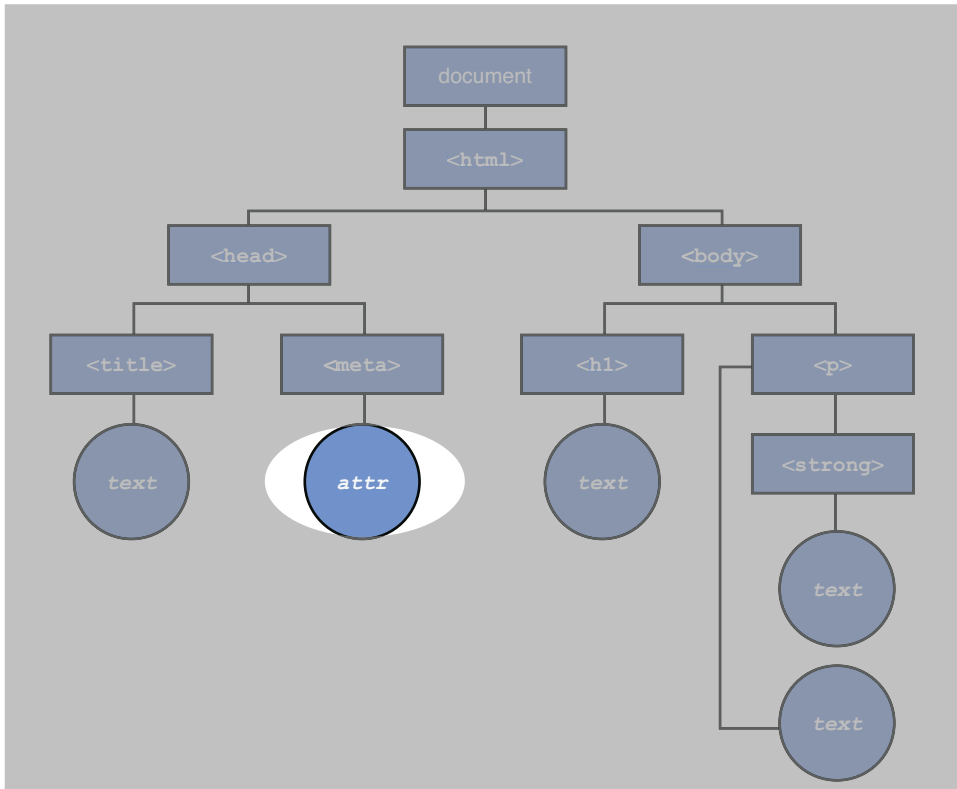 document
<html>
<head>
<body>
<title>
<meta>
<h1>
<p>
<strong>
text
attr
text
text
text